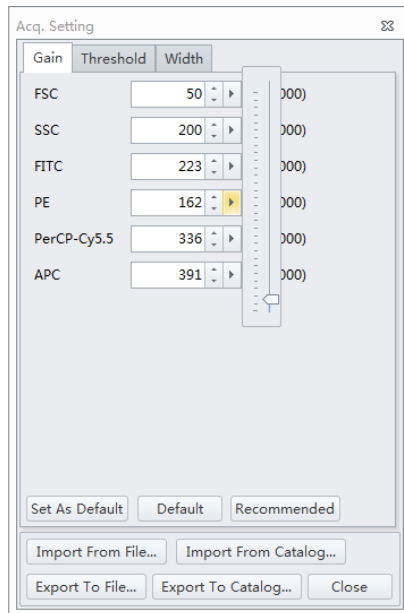 Acq. Setting
Gain Threshold Width
FSC 50 000)
SSC 200 000)
FITC 223 000)
PE 162 000)
PerCP-Cy5.5 336 000)
APC 391 000)
Set As Default Default Recommended
Import From File... Import From Catalog...
Export To File... Export To Catalog... Close